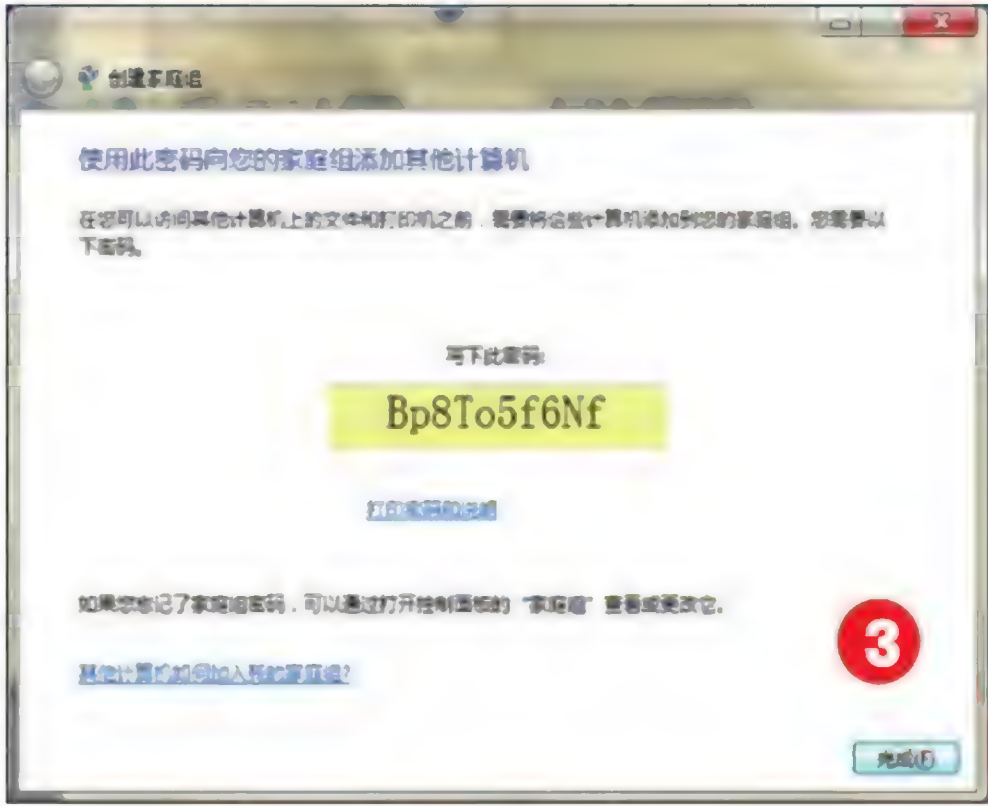 创建家庭组
使用此密码向您的家庭组添加其他计算机
在您可以访问其他计算机上的文件和打印机之前，需要将这些计算机添加到您的家庭组。您需要以
下密码。
写下此密码:
Bp8To5f6Nf
打印密码和说明
如果您忘记了家庭组密码，可以通过打开控制面板的“家庭组”查看或更改它。
3
其他计算机如何加入我的家庭组?
完成(F)